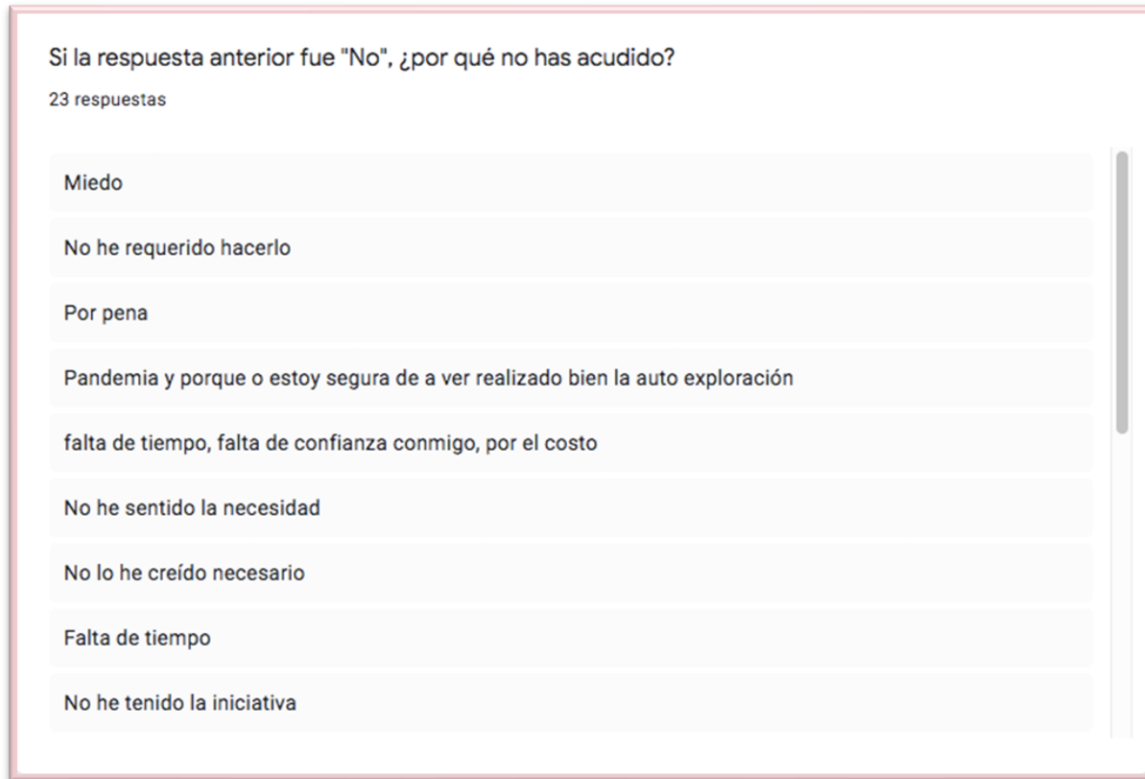 Si la respuesta anterior fue "No", ¿por qué no has acudido?
23 respuestas
Miedo
No he requerido hacerlo
Por pena
Pandemia y porque o estoy segura de a ver realizado bien la auto exploración
falta de tiempo, falta de confianza conmigo, por el costo
No he sentido la necesidad
No lo he creído necesario
Falta de tiempo
No he tenido la iniciativa